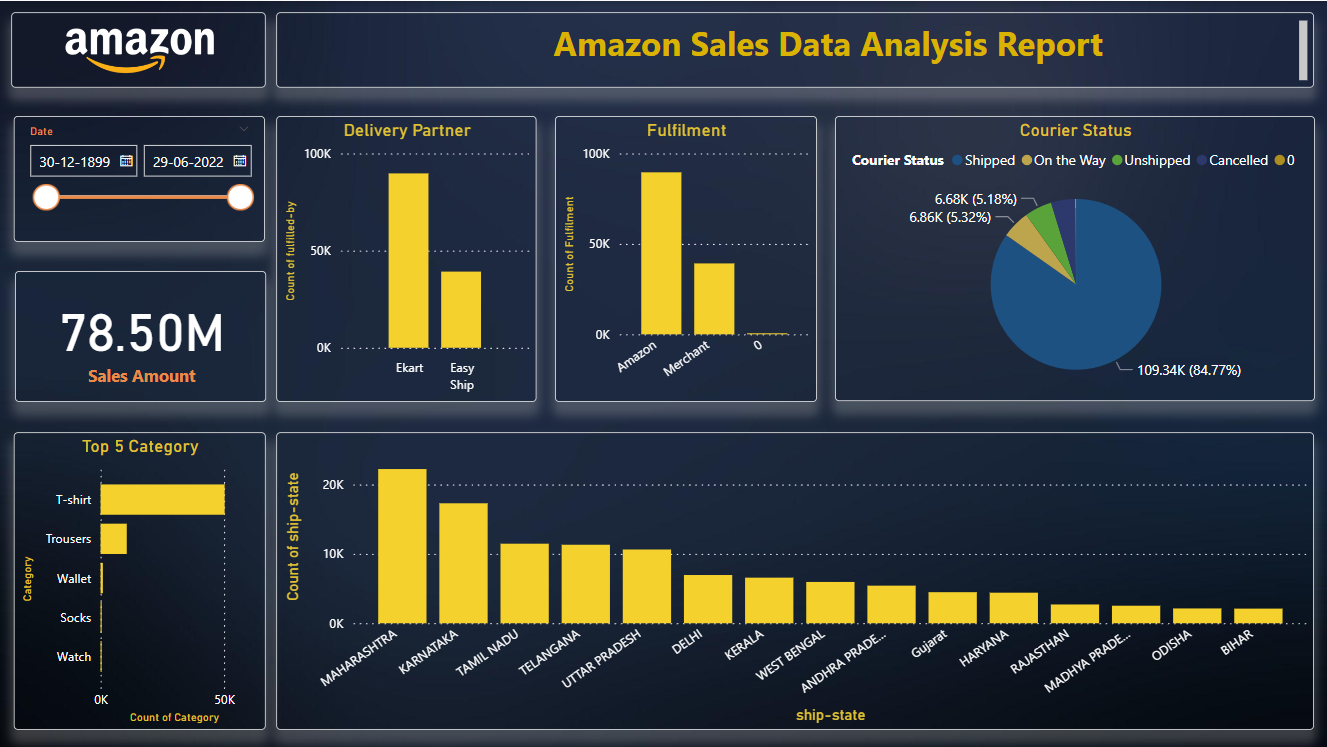 amazon
Amazon Sales Data Analysis Report
Date
30-12-1899
29-06-2022
78.50M
Sales Amount
Delivery Partner
Count of fulfilled-by
100K
50K
0K
Ekart
Easy
Ship
Fulfilment
Count of Fulfilment
100K
50K
0K
Amazon
Merchant
0
Courier Status
Courier Status Shipped On the Way Unshipped Cancelled 0
6.68K (5.18%)
6.86K (5.32%)
109.34K (84.77%)
Top 5 Category
Category
T-shirt
Trousers
Wallet
Socks
Watch
0K
50K
Count of Category
Count of ship-state
20K
10K
0K
MAHARASHTRA
KARNATAKA
TAMIL NADU
TELANGANA
UTTAR PRADESH
DELHI
KERALA
WEST BENGAL
ANDHRA PRADE...
Gujarat
HARYANA
RAJASTHAN
MADHYA PRADE...
ODISHA
BIHAR
ship-state